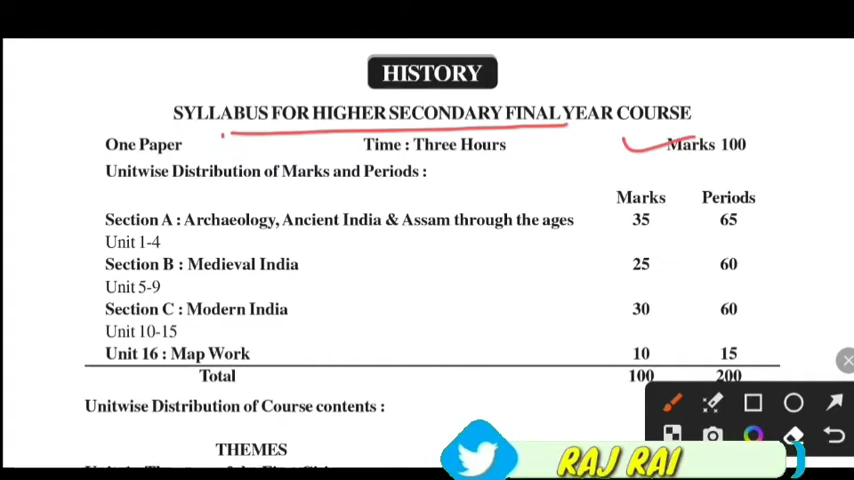 HISTORY
SYLLABUS FOR HIGHER SECONDARY FINAL YEAR COURSE
One Paper Time : Three Hours Marks 100
Unitwise Distribution of Marks and Periods :
Marks Periods
Section A : Archaeology, Ancient India & Assam through the ages 35 65
Unit 1-4
Section B : Medieval India 25 60
Unit 5-9
Section C : Modern India 30 60
Unit 10-15
Unit 16 : Map Work 10 15
Total 100 200
Unitwise Distribution of Course contents :
THEMES
RAJ RAI